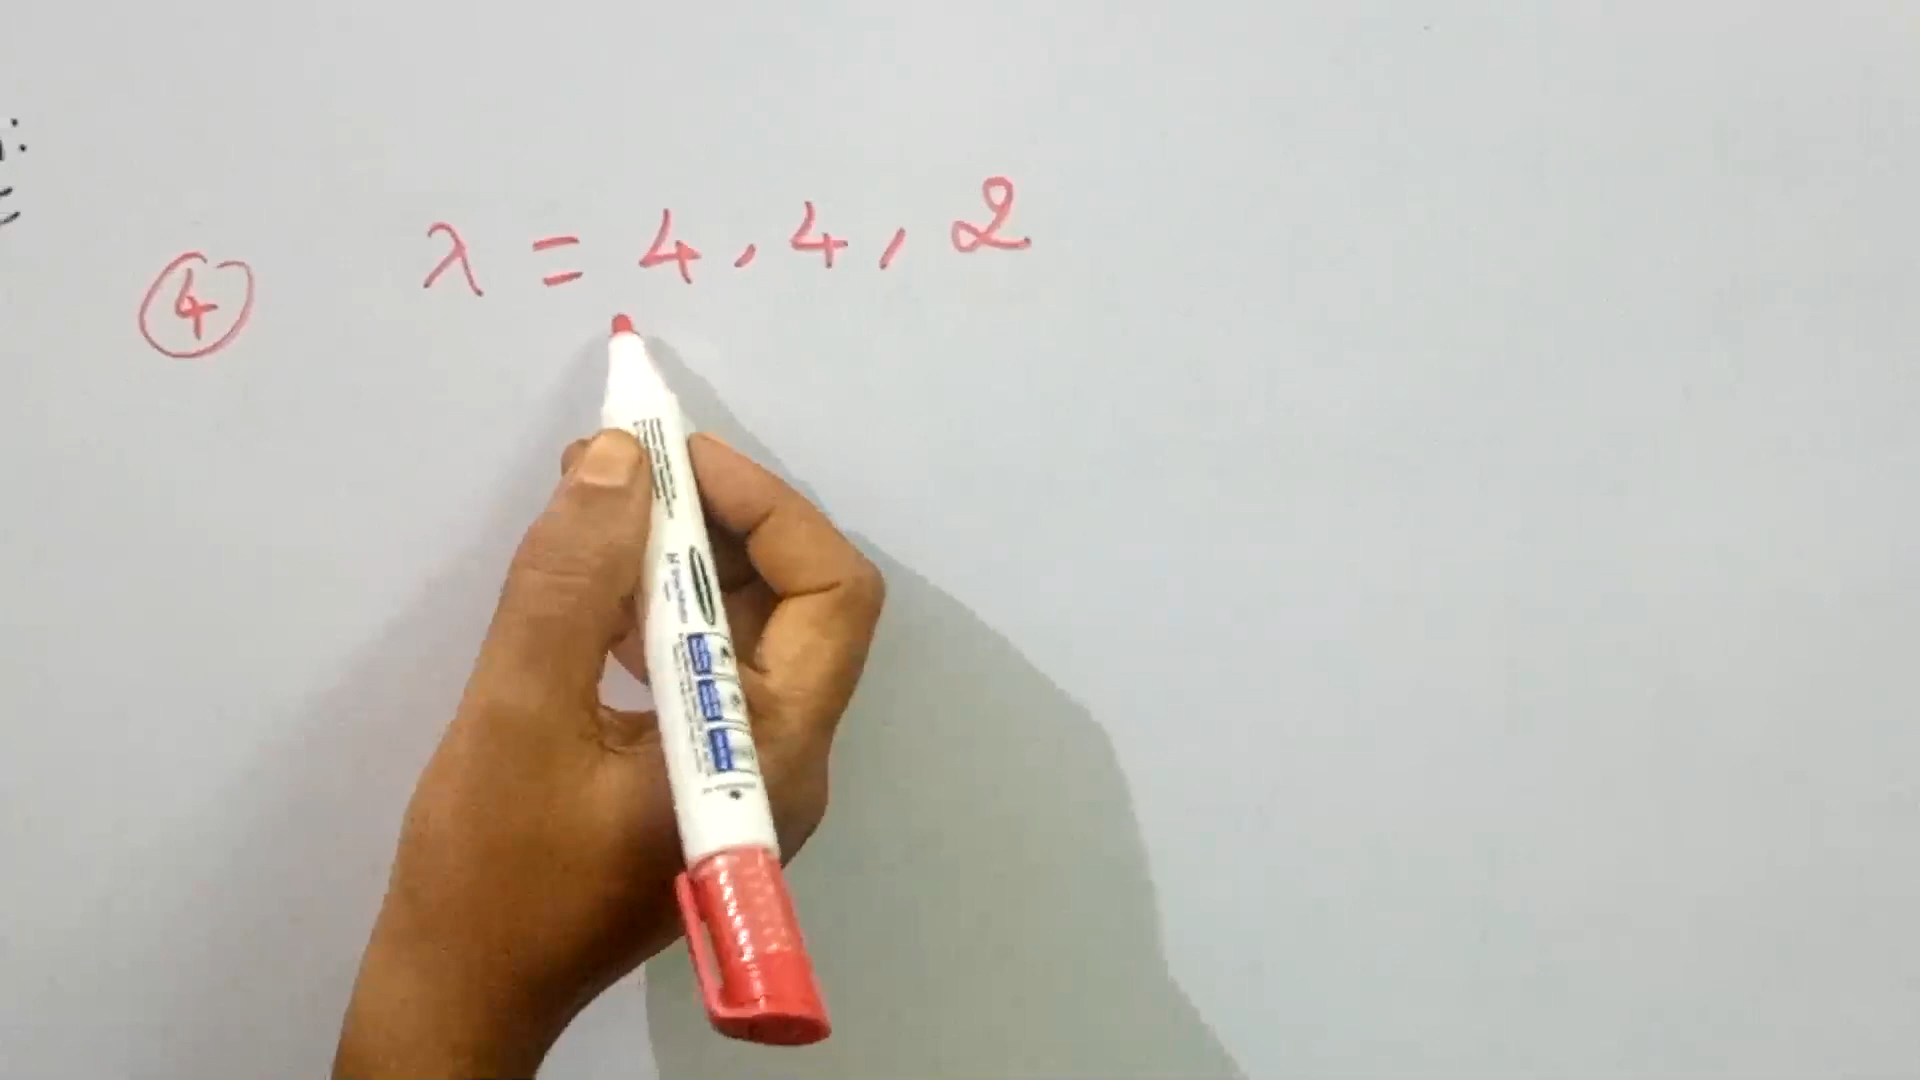 ④ λ = 4, 4, 2